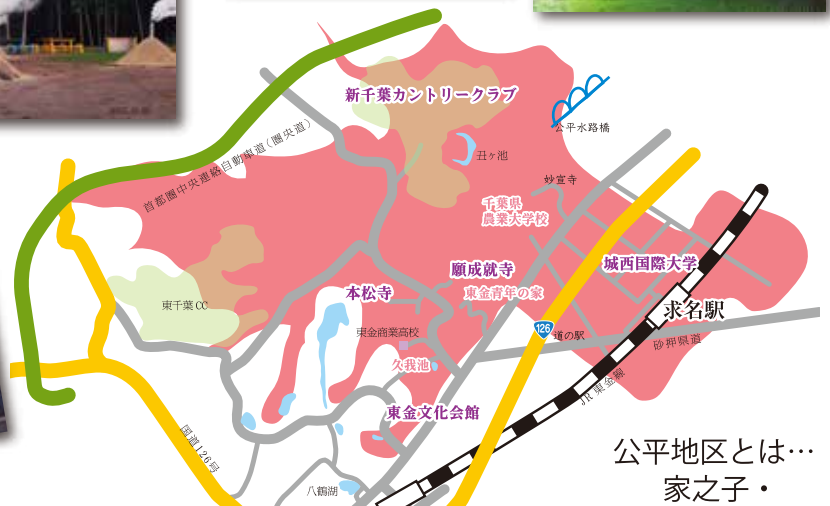 新千葉カントリークラブ
公平水路橋
首都圏中央連絡自動車道(圏央道)
丑ヶ池
妙宣寺
千葉県
農業大学校
願成就寺
城西国際大学
東金青年の家
本松寺
東千葉CC
求名駅
126
道の駅
東金商業高校
砂押県道
久我池
JR東金線
東金文化会館
国道126号
公平地区とは…
八鶴湖
家之子・